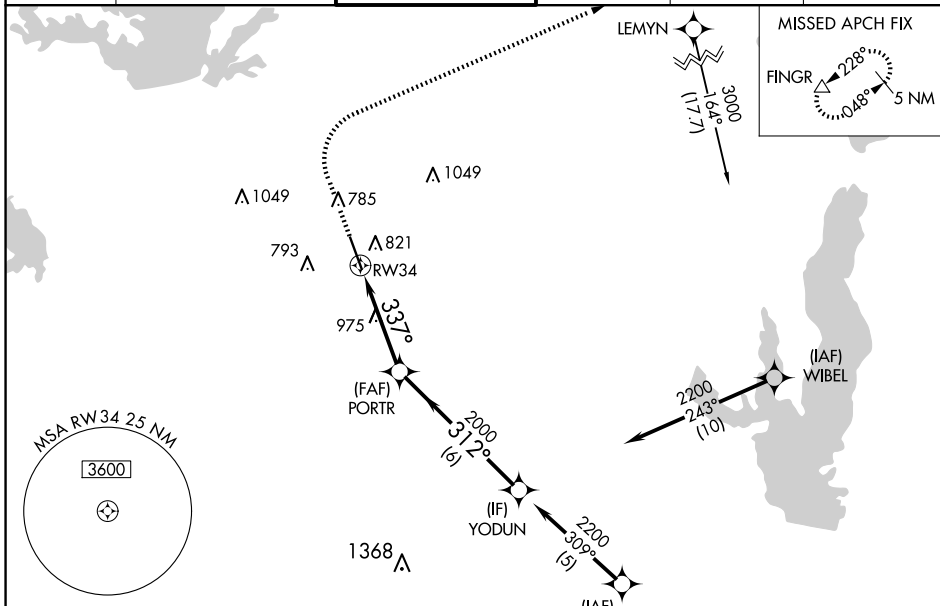 LEMYN
3000
164°
(17.7)
MISSED APCH FIX
FINGR
228°
048°
5 NM
1049
785
1049
793
821
RW34
975
337°
(FAF)
PORTR
2000
312°
(6)
(IF)
YODUN
2200
309°
(5)
(IAF)
(IAF)
WIBEL
2200
243°
(10)
MSA RW34 25 NM
3600
1368